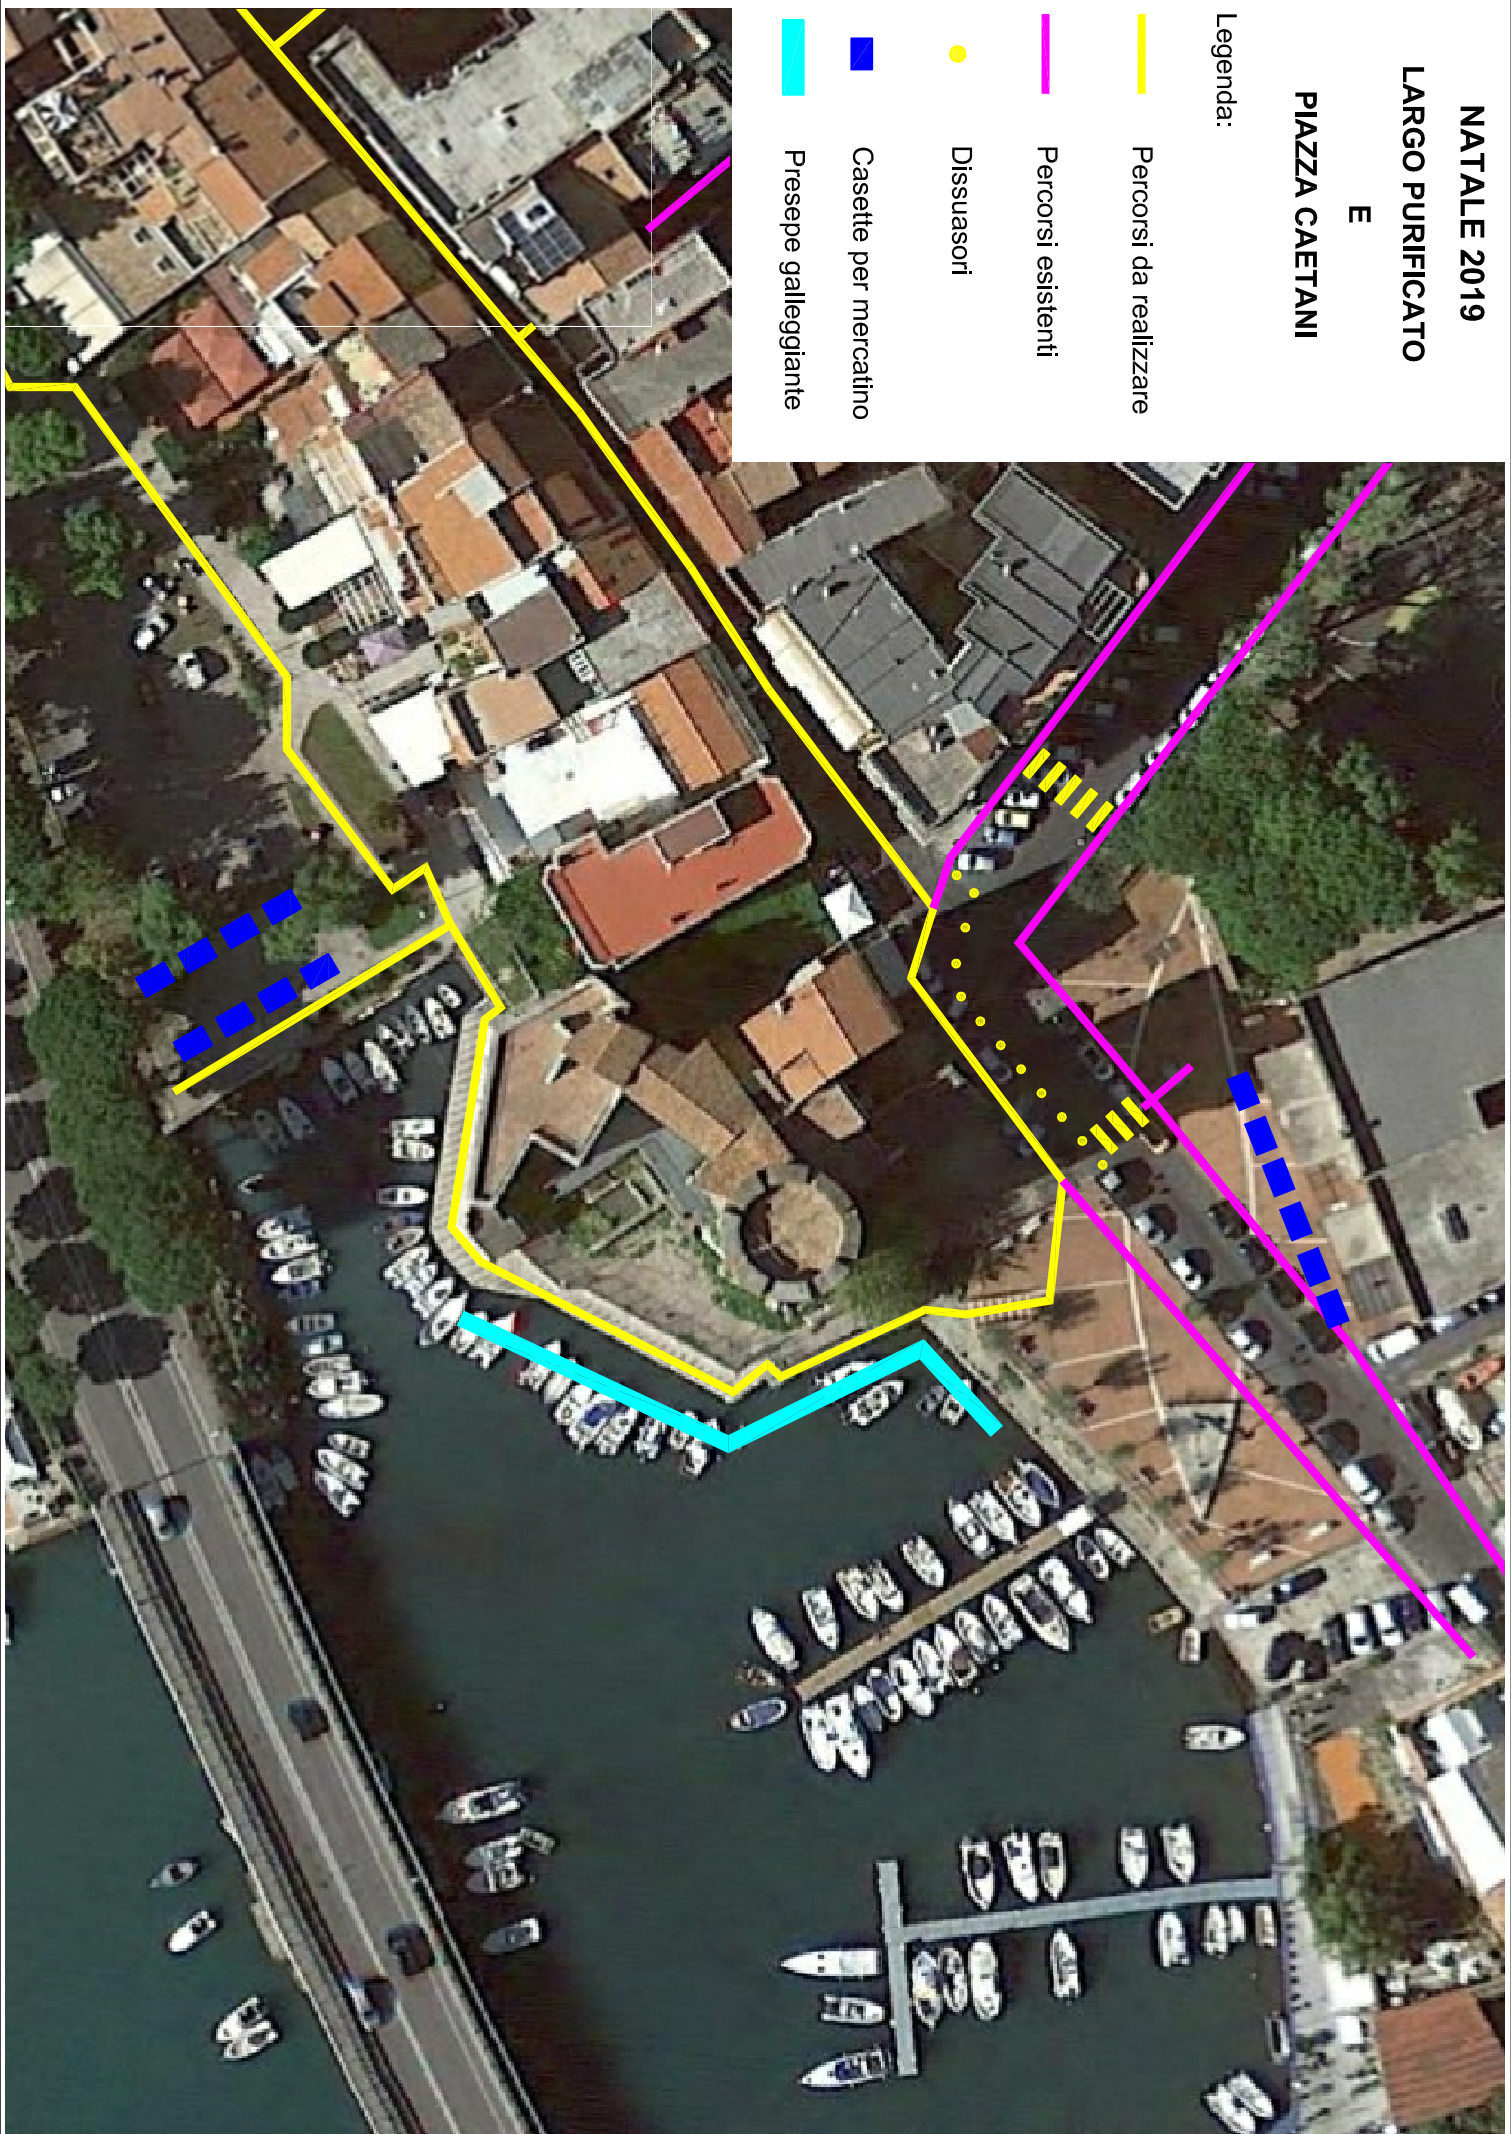 NATALE 2019
LARGO PURIFICATO
E
PIAZZA CAETANI
Legenda:
Percorsi da realizzare
Percorsi esistenti
Dissuasori
Casette per mercatino
Presepe galleggiante